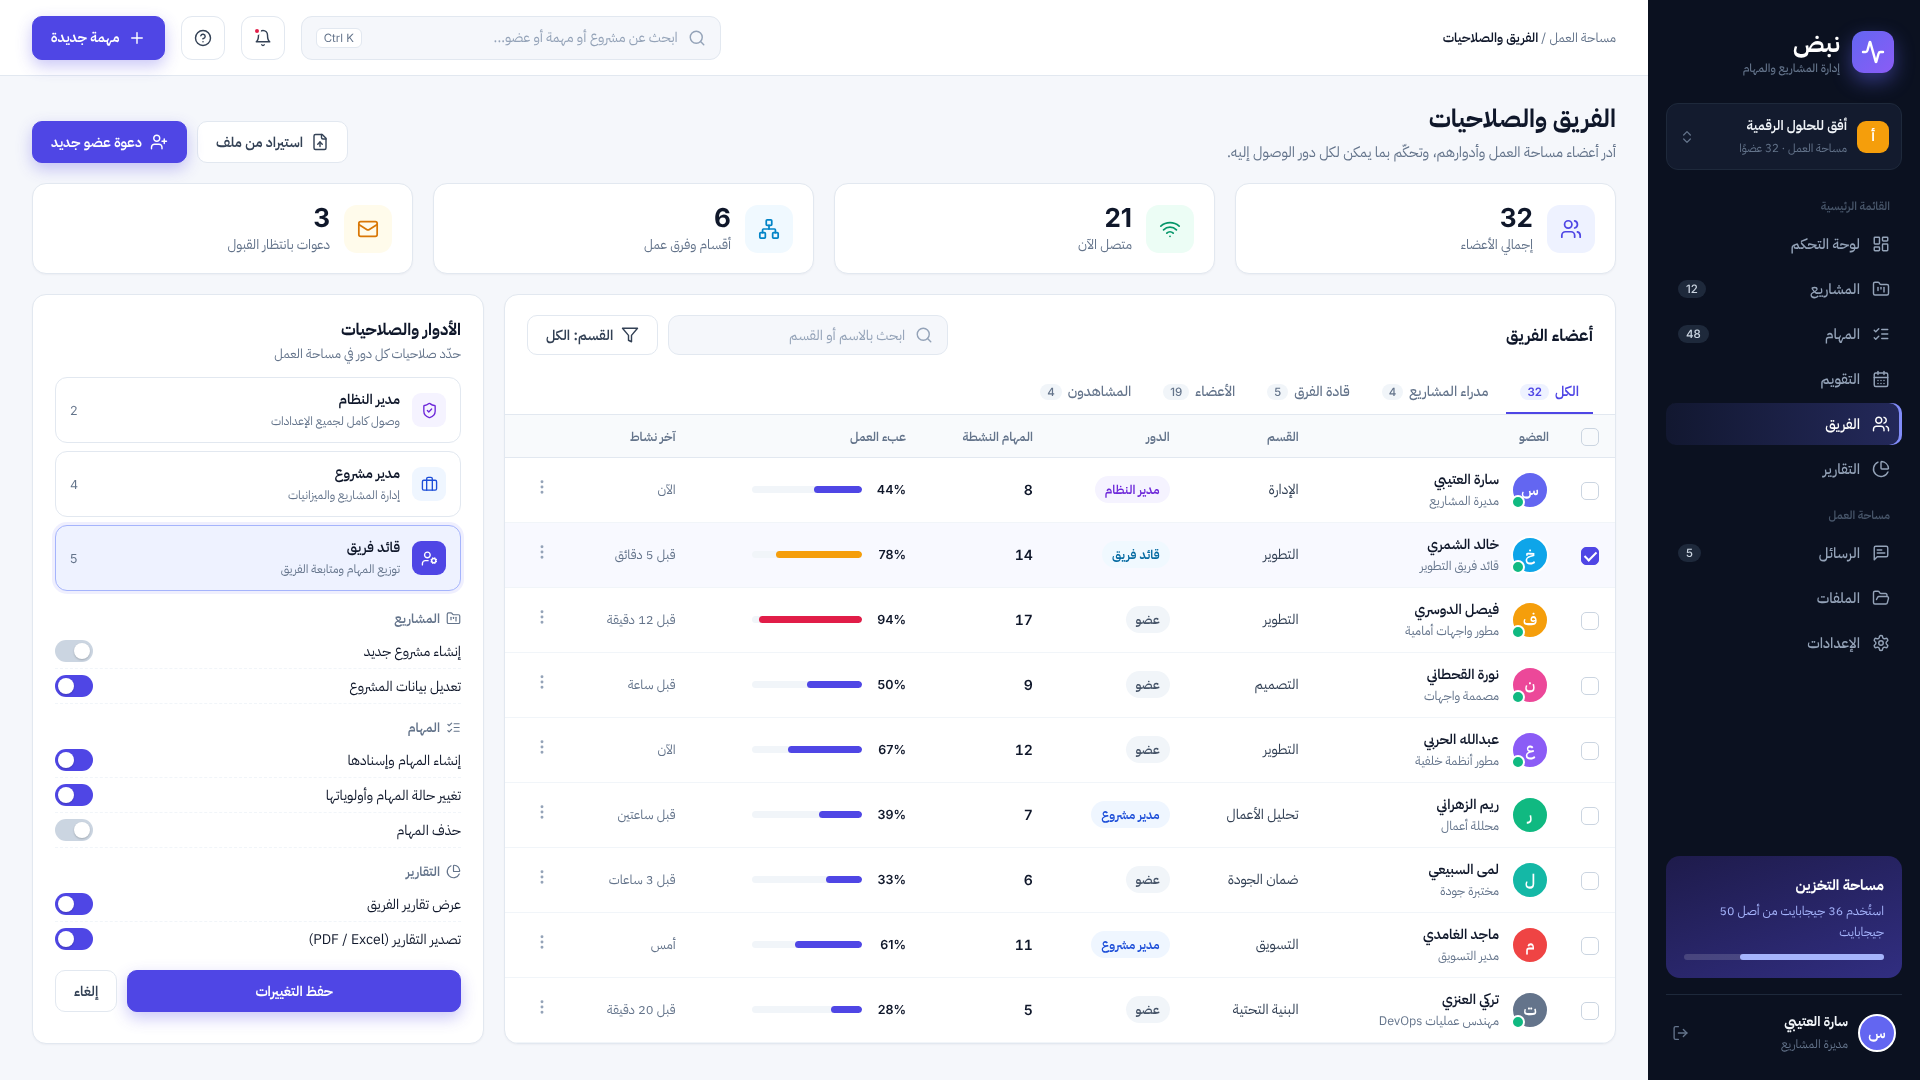 نبض
إدارة المشاريع والمهام
أ
أفق للحلول الرقمية
مساحة العمل · 32 عضوًا
القائمة الرئيسية
لوحة التحكم
المشاريع 12
المهام 48
التقويم
الفريق
التقارير
مساحة العمل
الرسائل 5
الملفات
الإعدادات
مساحة التخزين
استُخدم 36 جيجابايت من أصل 50
جيجابايت
س
سارة العتيبي
مديرة المشاريع
مساحة العمل / الفريق والصلاحيات
ابحث عن مشروع أو مهمة أو عضو...
Ctrl K
مهمة جديدة
الفريق والصلاحيات
أدر أعضاء مساحة العمل وأدوارهم، وتحكّم بما يمكن لكل دور الوصول إليه.
استيراد من ملف
دعوة عضو جديد
32
إجمالي الأعضاء
21
متصل الآن
6
أقسام وفرق عمل
3
دعوات بانتظار القبول
أعضاء الفريق
ابحث بالاسم أو القسم
القسم: الكل
الكل 32
مدراء المشاريع 4
قادة الفرق 5
الأعضاء 19
المشاهدون 4
العضو القسم الدور المهام النشطة عبء العمل آخر نشاط
س سارة العتيبي
مديرة المشاريع
الإدارة مدير النظام 8 44% الآن
خ خالد الشمري
قائد فريق التطوير
التطوير قائد فريق 14 78% قبل 5 دقائق
ف فيصل الدوسري
مطور واجهات أمامية
التطوير عضو 17 94% قبل 12 دقيقة
ن نورة القحطاني
مصممة واجهات
التصميم عضو 9 50% قبل ساعة
ع عبدالله الحربي
مطور أنظمة خلفية
التطوير عضو 12 67% الآن
ر ريم الزهراني
محللة أعمال
تحليل الأعمال مدير مشروع 7 39% قبل ساعتين
ل لمى السبيعي
مختبرة جودة
ضمان الجودة عضو 6 33% قبل 3 ساعات
م ماجد الغامدي
مدير التسويق
التسويق مدير مشروع 11 61% أمس
ت تركي العنزي
مهندس عمليات DevOps
البنية التحتية عضو 5 28% قبل 20 دقيقة
الأدوار والصلاحيات
حدّد صلاحيات كل دور في مساحة العمل
مدير النظام
وصول كامل لجميع الإعدادات
2
مدير مشروع
إدارة المشاريع والميزانيات
4
قائد فريق
توزيع المهام ومتابعة الفريق
5
المشاريع
إنشاء مشروع جديد
تعديل بيانات المشروع
المهام
إنشاء المهام وإسنادها
تغيير حالة المهام وأولوياتها
حذف المهام
التقارير
عرض تقارير الفريق
تصدير التقارير (PDF / Excel)
حفظ التغييرات
إلغاء